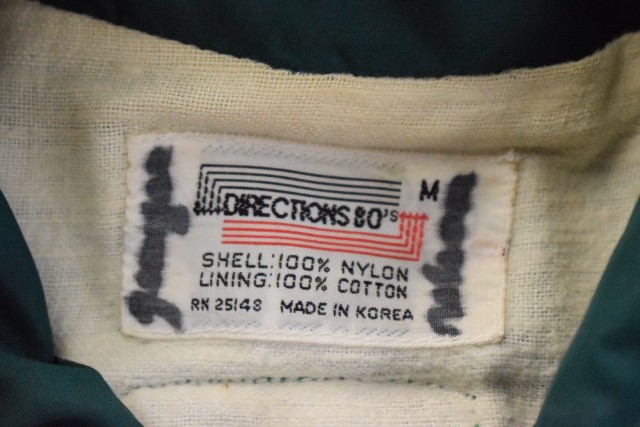 M
DIRECTIONS 80's
SHELL: 100% NYLON
LINING: 100% COTTON
RN 25148 MADE IN KOREA